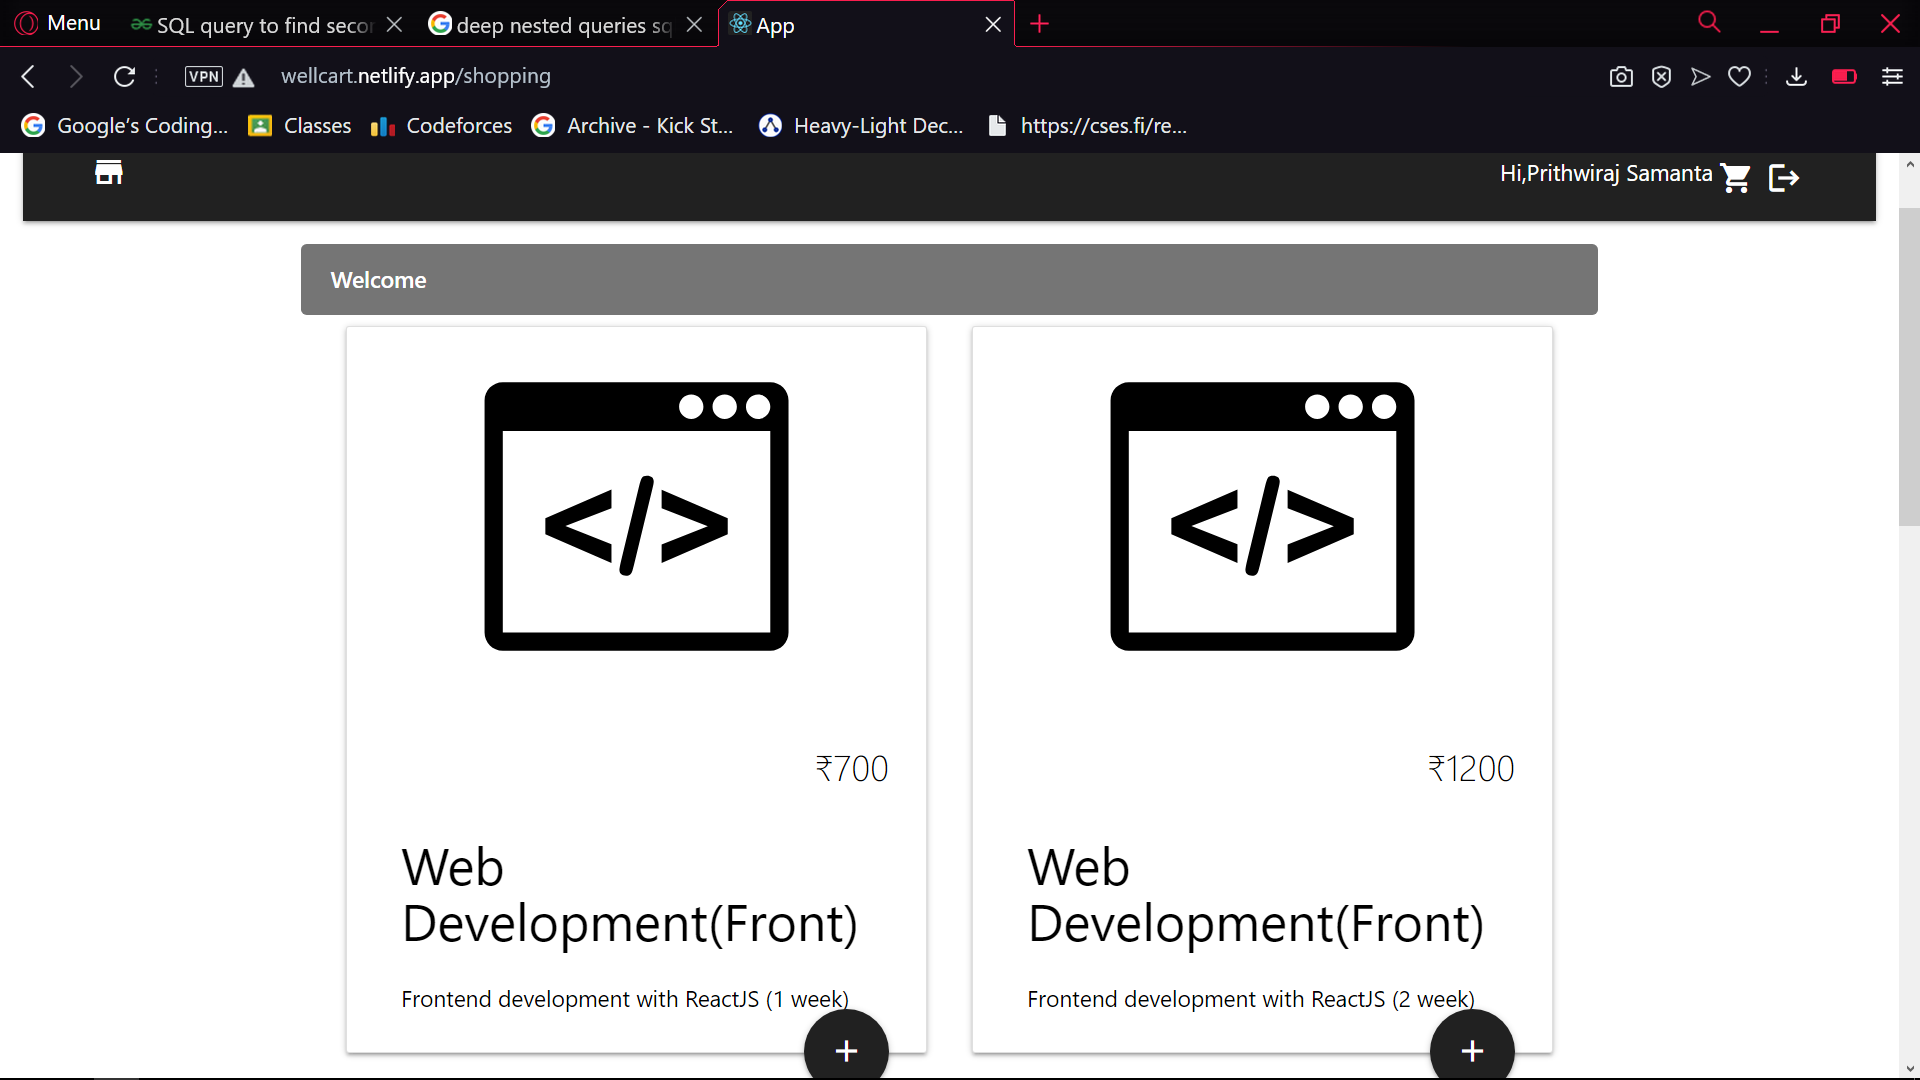 Menu
SQL query to find secor
deep nested queries sq
App
VPN
wellcart.netlify.app/shopping
Google's Coding...
Classes
Codeforces
Archive - Kick St...
Heavy-Light Dec...
https://cses.fi/re...
Hi,Prithwiraj Samanta
Welcome
</>
₹700
Web
Development(Front)
Frontend development with ReactJS (1 week)
+
</>
₹1200
Web
Development(Front)
Frontend development with ReactJS (2 week)
+